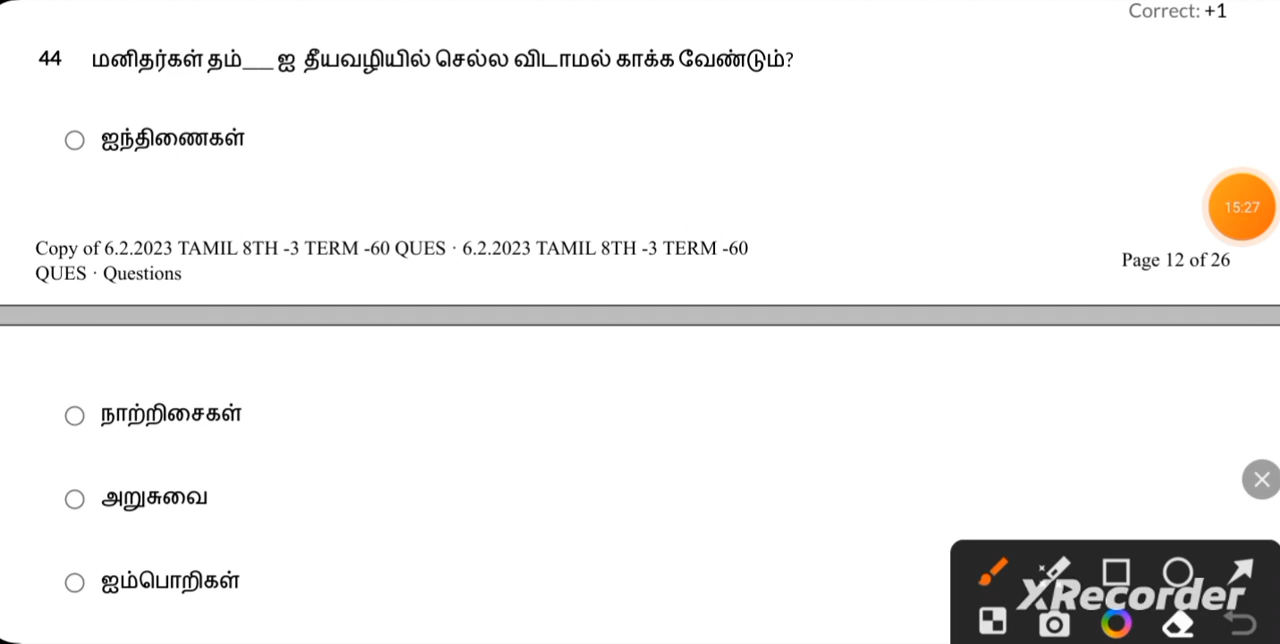 Correct: +1
44 மனிதர்கள் தம்___ ஐ தீயவழியில் செல்ல விடாமல் காக்க வேண்டும்?
ஐந்திணைகள்
15:27
Copy of 6.2.2023 TAMIL 8TH -3 TERM -60 QUES · 6.2.2023 TAMIL 8TH -3 TERM -60
QUES · Questions
Page 12 of 26
நாற்றிசைகள்
அறுசுவை
ஐம்பொறிகள்
XRecorder